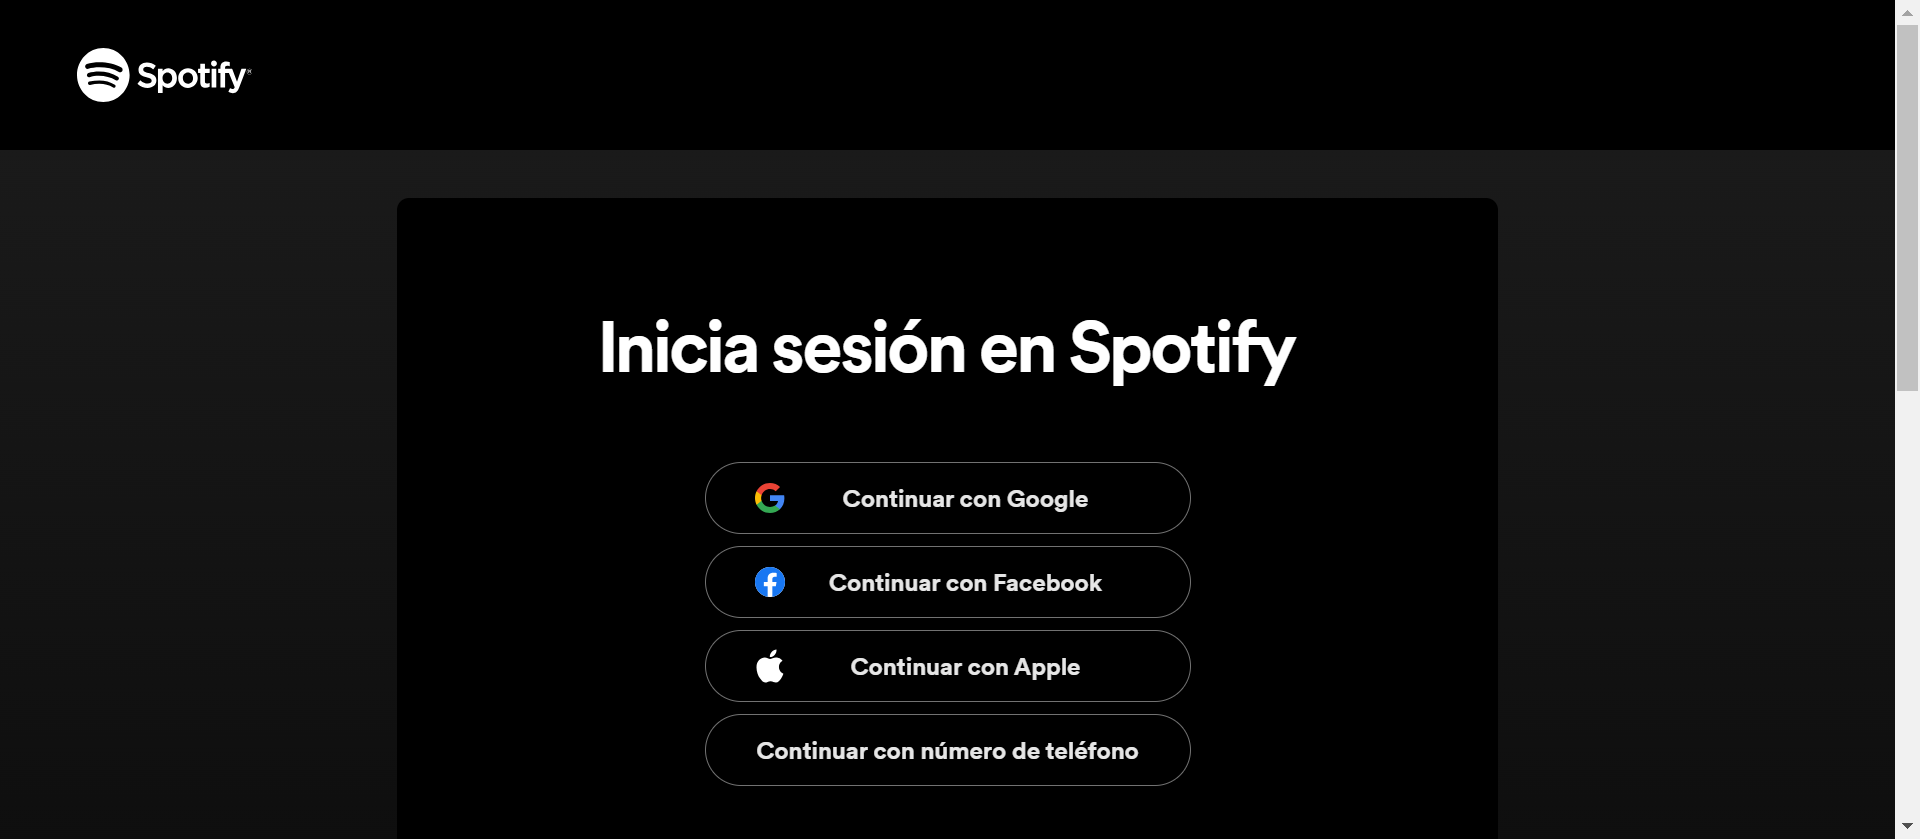 Spotify
Inicia sesión en Spotify
Continuar con Google
Continuar con Facebook
Continuar con Apple
Continuar con número de teléfono